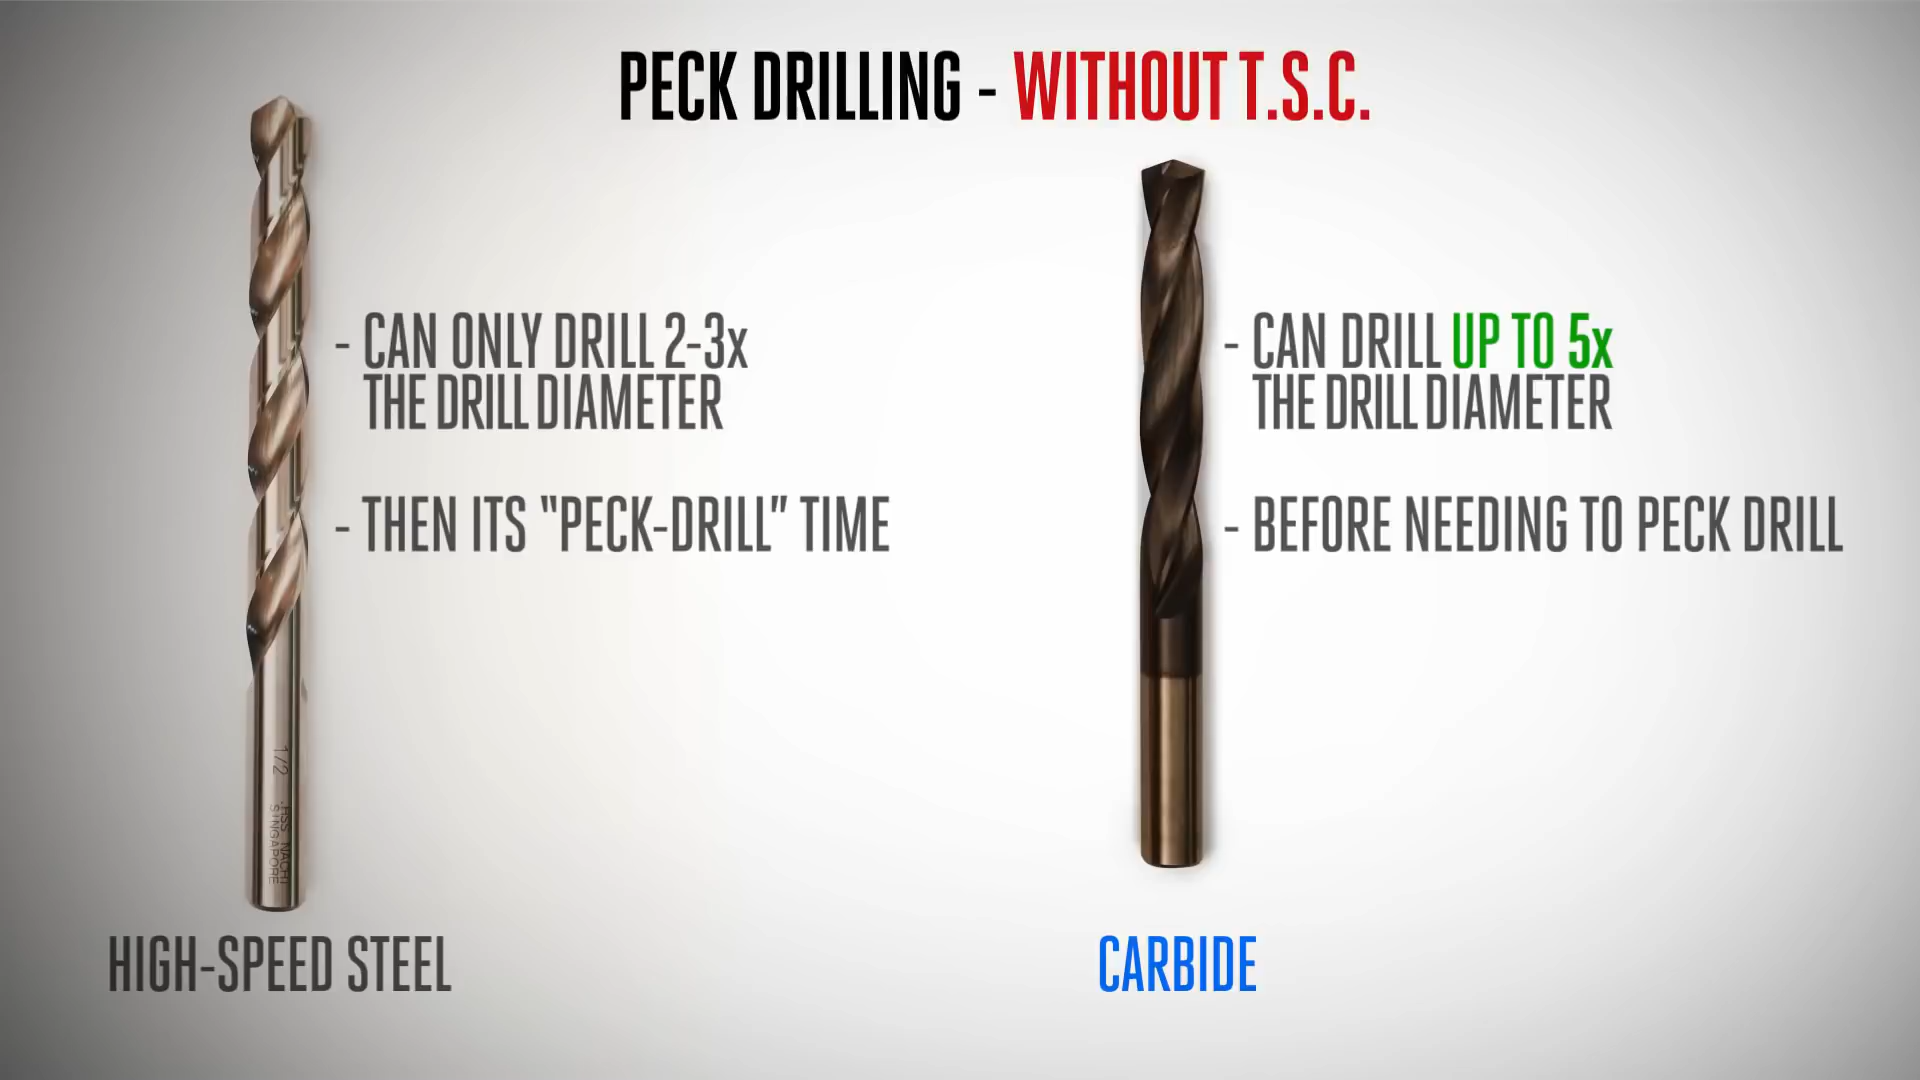 PECK DRILLING - WITHOUT T.S.C.
- CAN ONLY DRILL 2-3x
THE DRILL DIAMETER
- THEN ITS “PECK-DRILL” TIME
1/2
HSS NACHI
SINGAPORE
HIGH-SPEED STEEL
- CAN DRILL UP TO 5x
THE DRILL DIAMETER
- BEFORE NEEDING TO PECK DRILL
CARBIDE